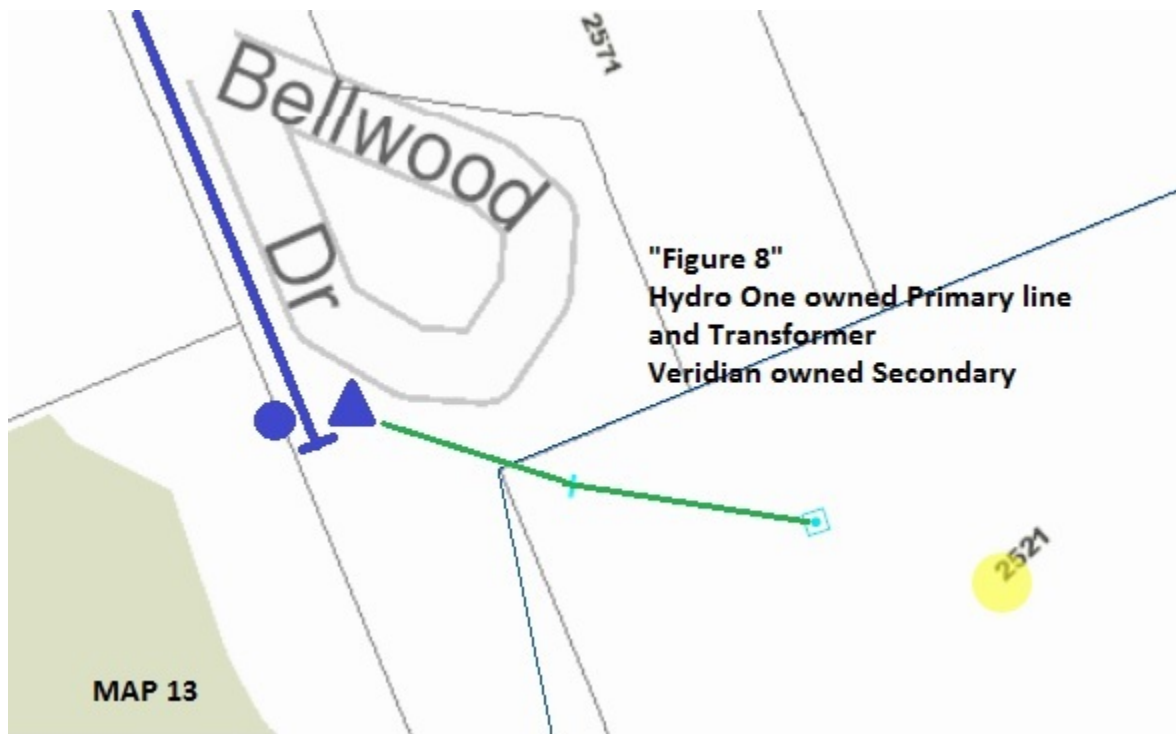 2571
Bellwood
Dr
"Figure 8"
Hydro One owned Primary line
and Transformer
Veridian owned Secondary
2521
MAP 13